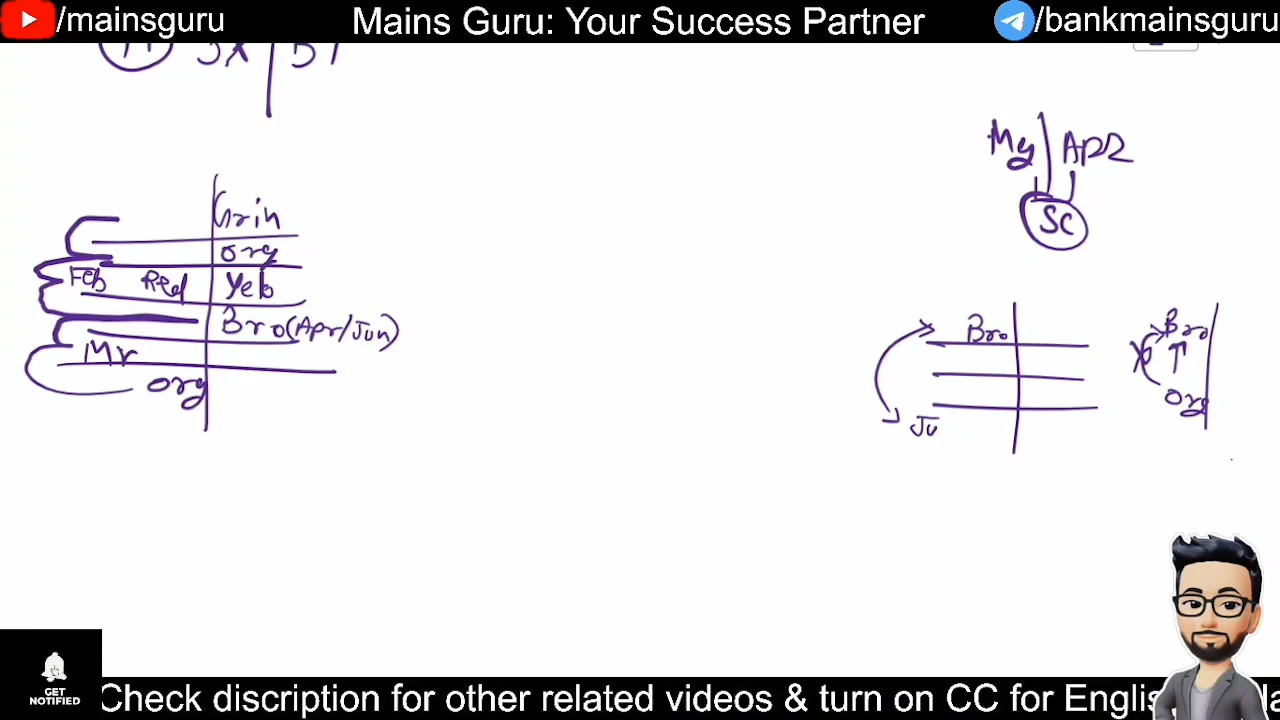 /mainsguru Mains Guru: Your Success Partner /bankmainsguru
My Apr
SC
Grin
Org
Feb Red Yelo
Bro(Apr/Jun)
Mr
Org
Bro
Ju
Bro
Org
GET
NOTIFIED
Check discription for other related videos & turn on CC for Englis